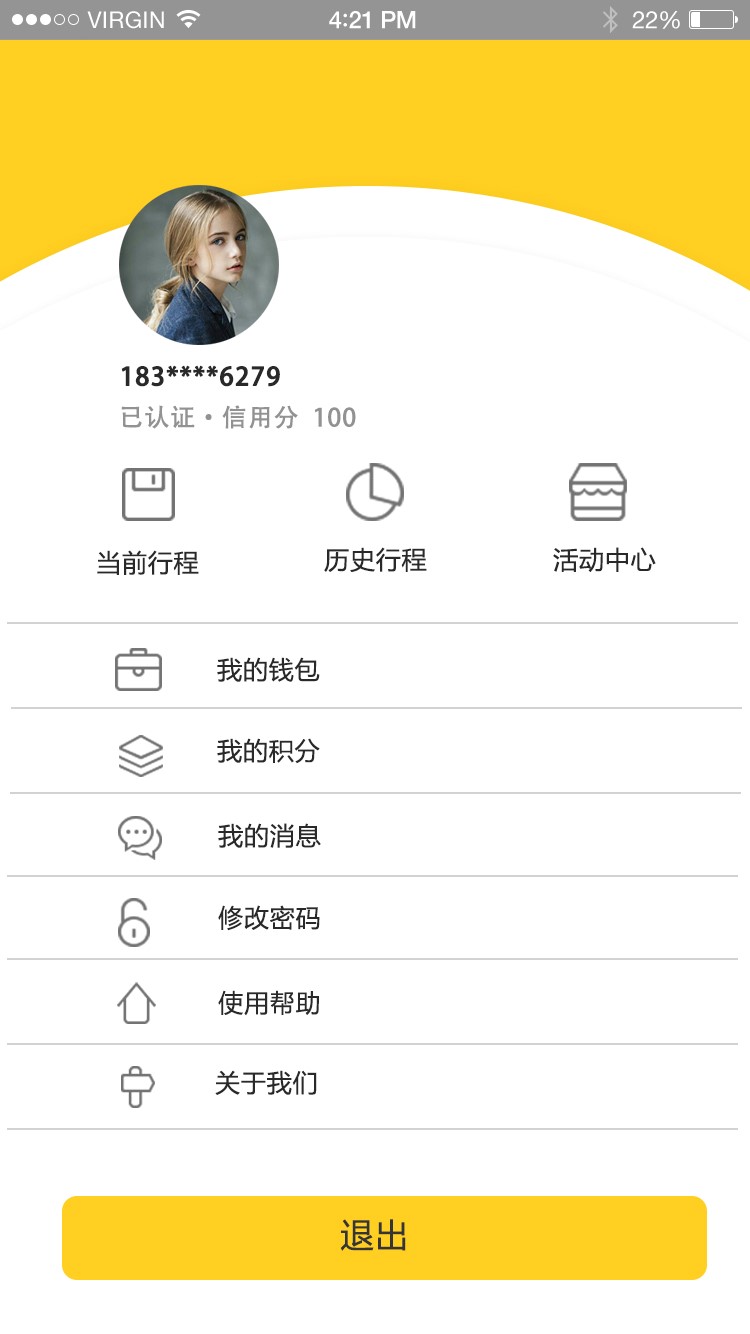 VIRGIN 4:21 PM 22%
183****6279
已认证·信用分 100
当前行程 历史行程 活动中心
我的钱包
我的积分
我的消息
修改密码
使用帮助
关于我们
退出